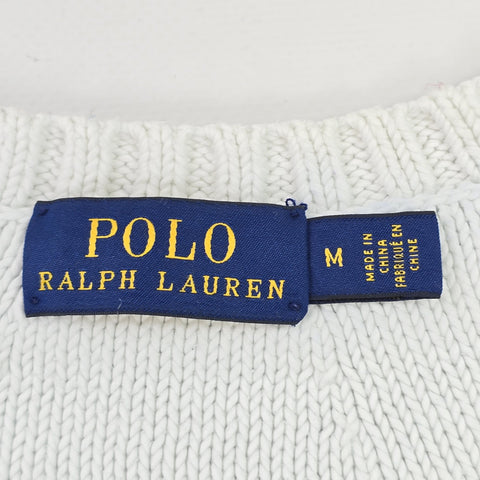 POLO
RALPH LAUREN
M
MADE IN
CHINA
FABRIQUÉ EN
CHINE